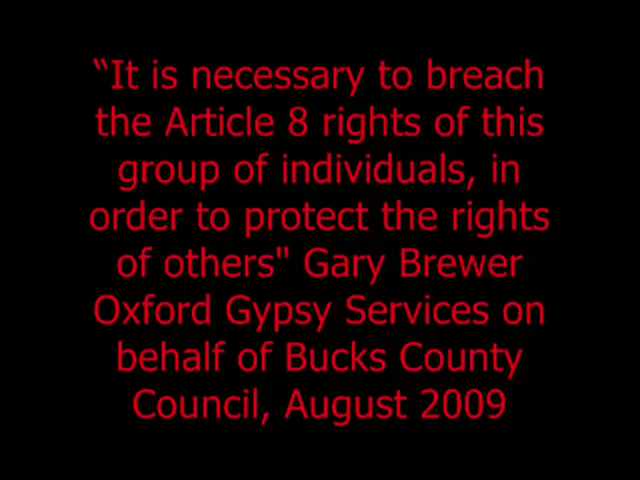 “It is necessary to breach
the Article 8 rights of this
group of individuals, in
order to protect the rights
of others" Gary Brewer
Oxford Gypsy Services on
behalf of Bucks County
Council, August 2009